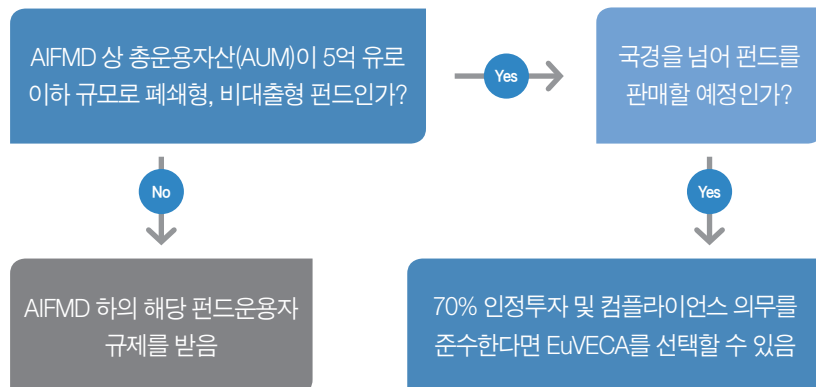 AIFMD 상 총운용자산(AUM)이 5억 유로
이하 규모로 폐쇄형, 비대출형 펀드인가?
Yes
국경을 넘어 펀드를
판매할 예정인가?
No
Yes
AIFMD 하의 해당 펀드운용자
규제를 받음
70% 인정투자 및 컴플라이언스 의무를
준수한다면 EuVECA를 선택할 수 있음